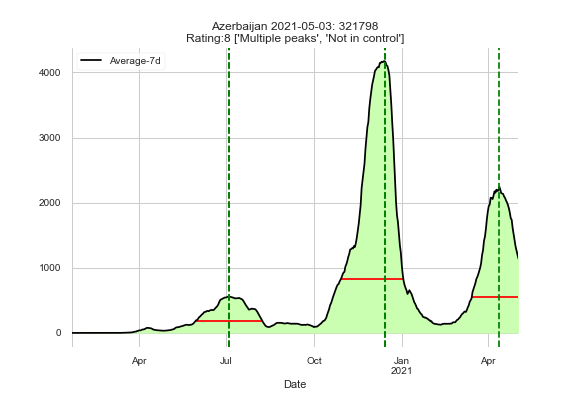 Azerbaijan 2021-05-03: 321798
Rating:8 ['Multiple peaks', 'Not in control']
Average-7d
4000
3000
2000
1000
0
Apr
Jul
Oct
Jan
2021
Apr
Date